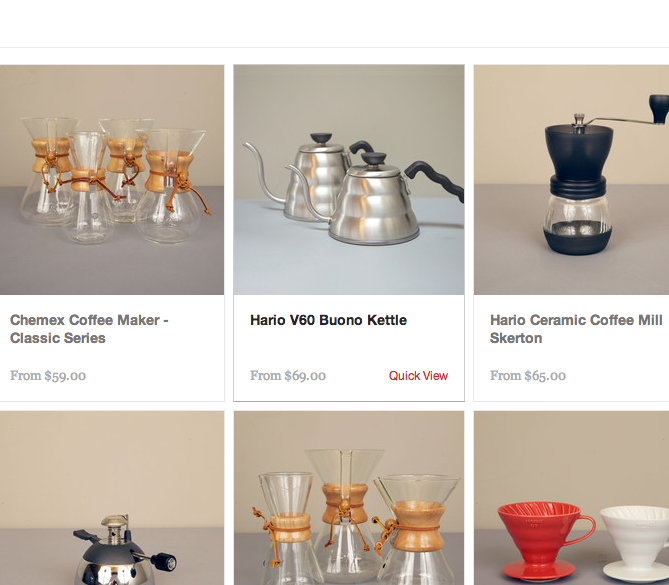 Chemex Coffee Maker -
Classic Series
From $59.00
Hario V60 Buono Kettle
From $69.00
Quick View
Hario Ceramic Coffee Mill
Skerton
From $65.00